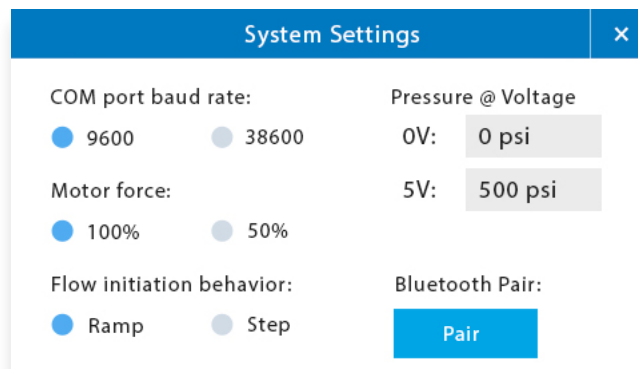 System Settings ×
COM port baud rate:
9600 38600
Motor force:
100% 50%
Flow initiation behavior:
Ramp Step
Pressure @ Voltage
0V: 0 psi
5V: 500 psi
Bluetooth Pair:
Pair